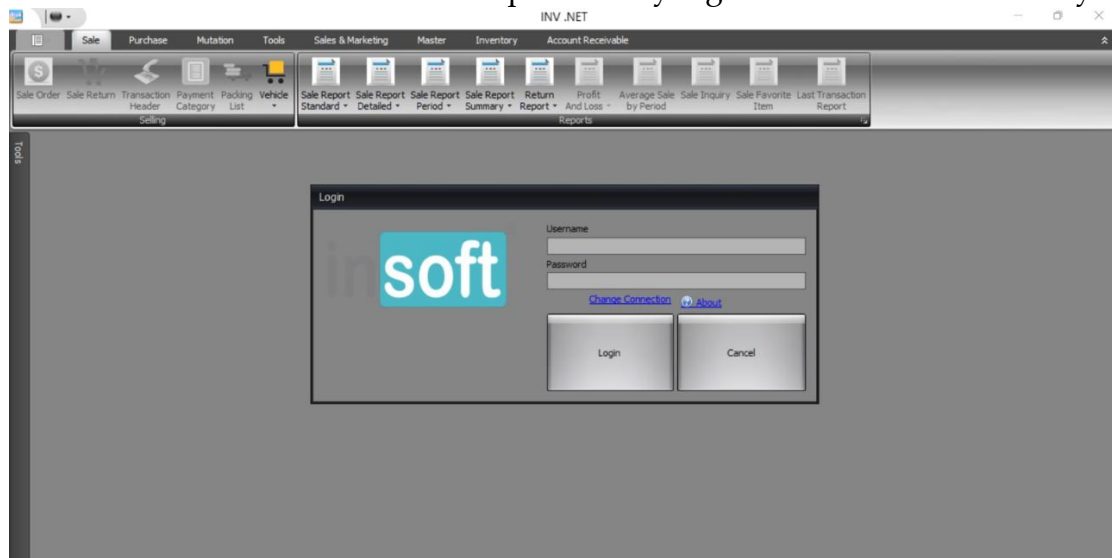 INV .NET
Sale Purchase Mutation Tools Sales & Marketing Master Inventory Account Receivable
Sale Order Sale Return Transaction Header Payment Category Packing List Vehicle
Selling
Sale Report Standard Sale Report Detailed Sale Report Period Sale Report Summary Return Report Profit And Loss Average Sale by Period Sale Inquiry Sale Favorite Item Last Transaction Report
Reports
Tools
Login
insoft
Username
Password
Change Connection About
Login Cancel